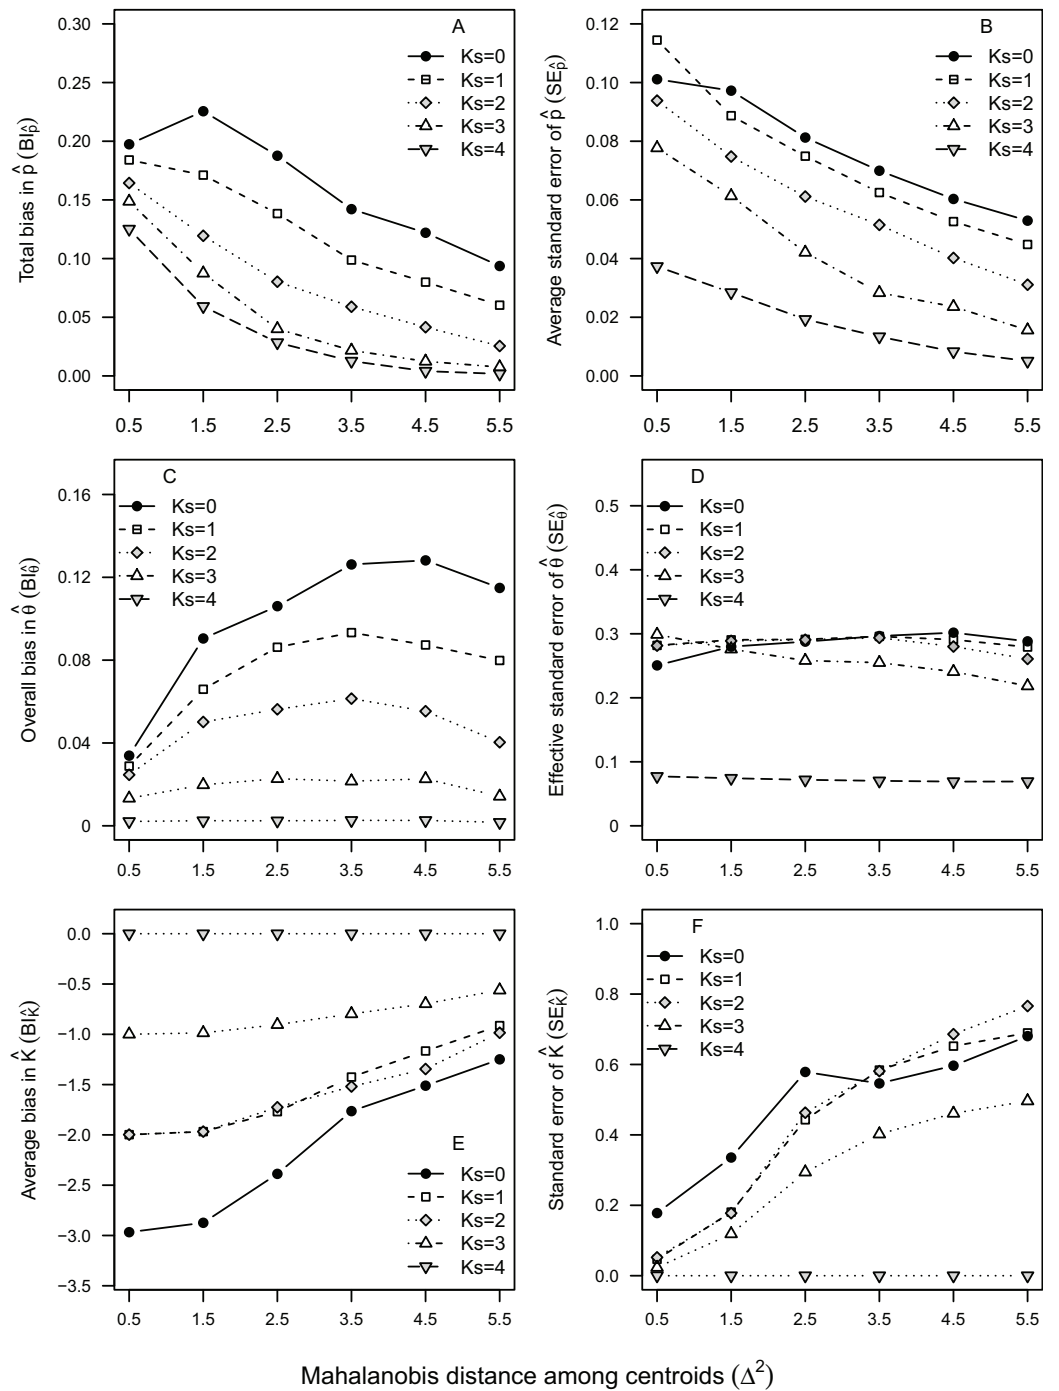 A
Total bias in p̂ (BI_p̂)
0.30
0.25
0.20
0.15
0.10
0.05
0.00
Ks=0
Ks=1
Ks=2
Ks=3
Ks=4
0.5 1.5 2.5 3.5 4.5 5.5
B
Average standard error of p̂ (SE_p̂)
0.12
0.10
0.08
0.06
0.04
0.02
0.00
Ks=0
Ks=1
Ks=2
Ks=3
Ks=4
0.5 1.5 2.5 3.5 4.5 5.5
C
Overall bias in θ̂ (BI_θ̂)
0.16
0.12
0.08
0.04
0
Ks=0
Ks=1
Ks=2
Ks=3
Ks=4
0.5 1.5 2.5 3.5 4.5 5.5
D
Effective standard error of θ̂ (SE_θ̂)
0.5
0.4
0.3
0.2
0.1
0
Ks=0
Ks=1
Ks=2
Ks=3
Ks=4
0.5 1.5 2.5 3.5 4.5 5.5
Average bias in K̂ (BI_K̂)
0.0
−0.5
−1.0
−1.5
−2.0
−2.5
−3.0
−3.5
E
Ks=0
Ks=1
Ks=2
Ks=3
Ks=4
0.5 1.5 2.5 3.5 4.5 5.5
F
Standard error of K̂ (SE_K̂)
1.0
0.8
0.6
0.4
0.2
0.0
Ks=0
Ks=1
Ks=2
Ks=3
Ks=4
0.5 1.5 2.5 3.5 4.5 5.5
Mahalanobis distance among centroids (Δ²)